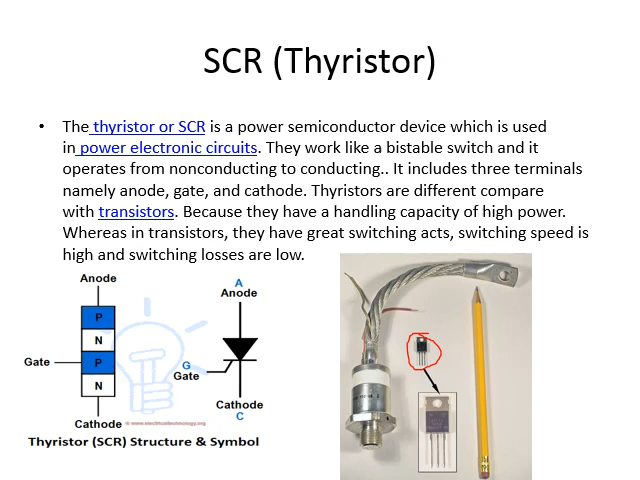 SCR (Thyristor)
• The thyristor or SCR is a power semiconductor device which is used
in power electronic circuits. They work like a bistable switch and it
operates from nonconducting to conducting.. It includes three terminals
namely anode, gate, and cathode. Thyristors are different compare
with transistors. Because they have a handling capacity of high power.
Whereas in transistors, they have great switching acts, switching speed is
high and switching losses are low.
Anode
P
N
Gate
P
N
Cathode
A
Anode
G
Gate
Cathode
C
© www.electricaltechnology.org
Thyristor (SCR) Structure & Symbol